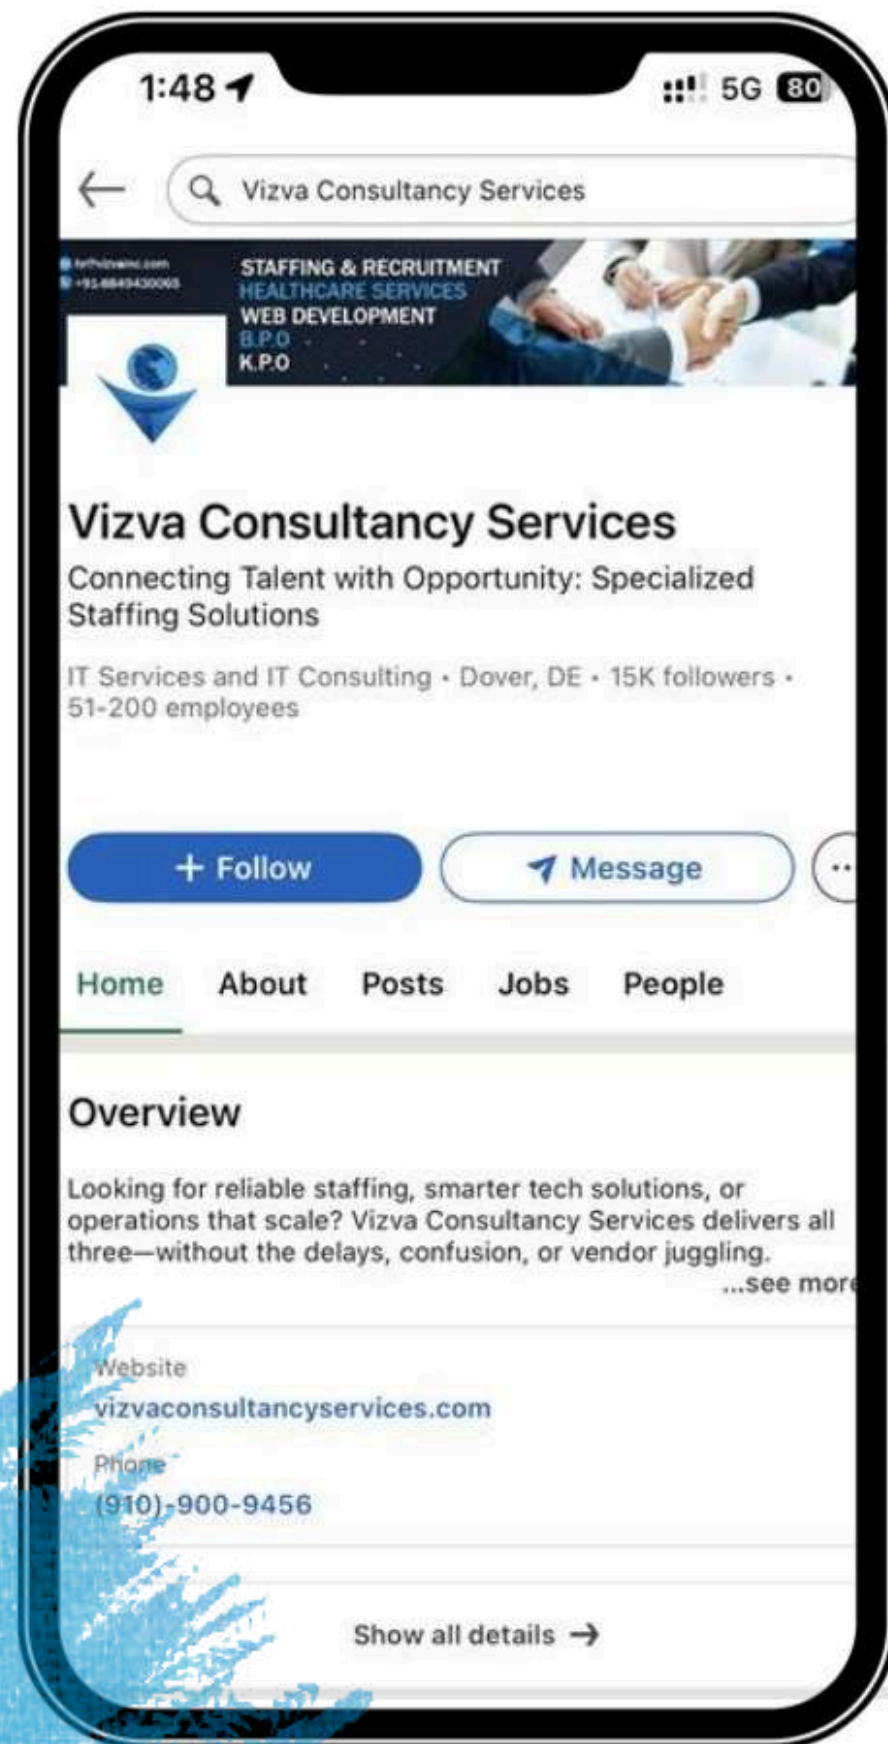 1:48
5G 80
Vizva Consultancy Services
STAFFING & RECRUITMENT
HEALTHCARE SERVICES
WEB DEVELOPMENT
B.P.O
K.P.O
Vizva Consultancy Services
Connecting Talent with Opportunity: Specialized
Staffing Solutions
IT Services and IT Consulting • Dover, DE • 15K followers •
51-200 employees
+ Follow
Message
Home About Posts Jobs People
Overview
Looking for reliable staffing, smarter tech solutions, or
operations that scale? Vizva Consultancy Services delivers all
three—without the delays, confusion, or vendor juggling.
...see more
Website
vizvaconsultancyservices.com
Phone
(910)-900-9456
Show all details →